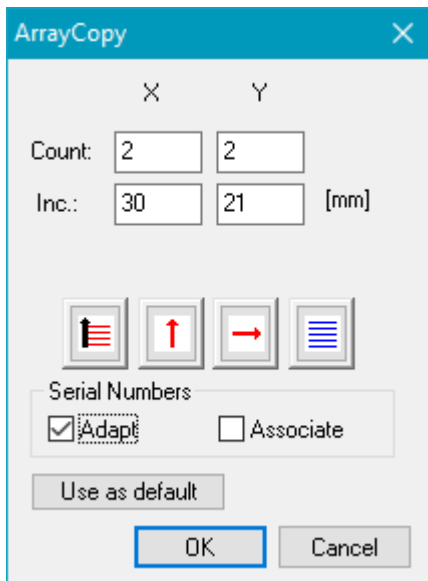 ArrayCopy
X Y
Count: 2 2
Inc.: 30 21 [mm]
Serial Numbers
Adapt Associate
Use as default
OK Cancel